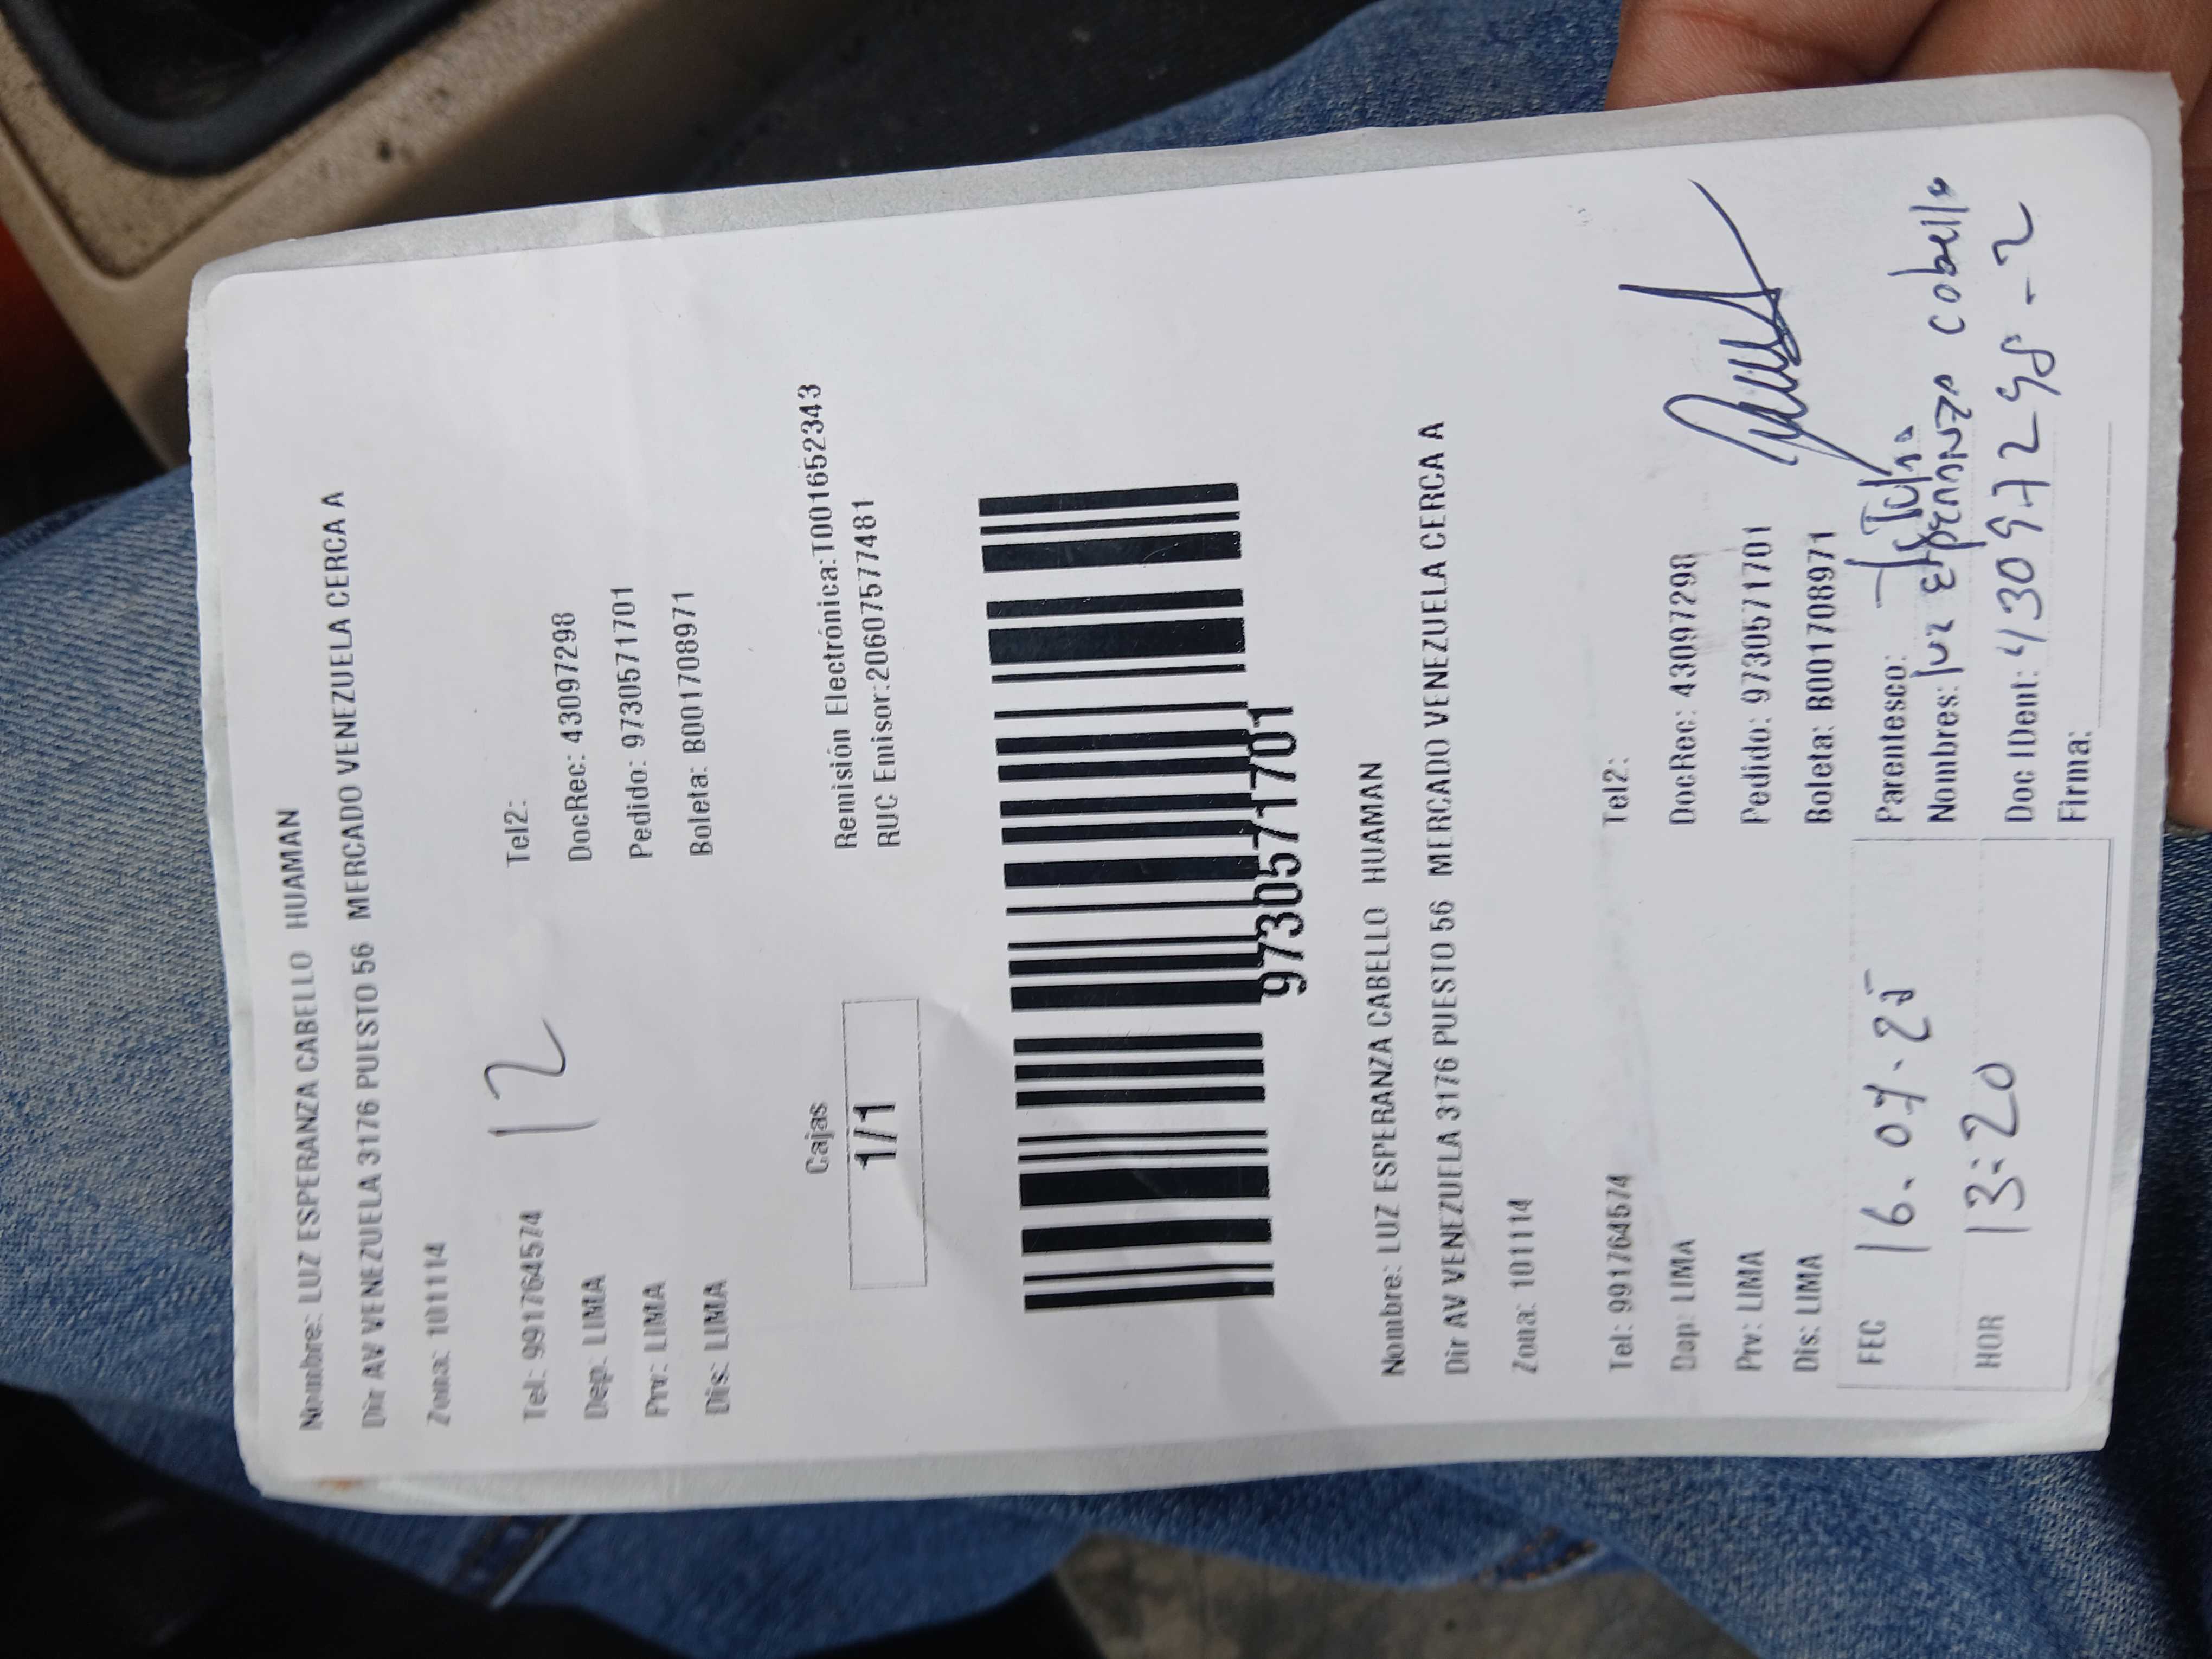 Nombre: LUZ ESPERANZA CABELLO HUAMAN
Dir AV VENEZUELA 3176 PUESTO 56 MERCADO VENEZUELA CERCA A
Zona: 101114
12
Tel: 991764574 Tel2:
Dep: LIMA DocRec: 43097298
Prv: LIMA Pedido: 9730571701
Dis: LIMA Boleta: B001708971
Cajas Remisión Electrónica:T001652343
1/1 RUC Emisor:20607577481
9730571701
Nombre: LUZ ESPERANZA CABELLO HUAMAN
Dir AV VENEZUELA 3176 PUESTO 56 MERCADO VENEZUELA CERCA A
Zona: 101114
Tel: 991764574 Tel2:
Dep: LIMA DocRec: 43097298
Prv: LIMA Pedido: 9730571701
Dis: LIMA Boleta: B001708971
FEC 16.07.25 Parentesco:
Nombres: luz Esperanza Cabello
HOR 13:20 Doc IDent: 43097298-2
Firma: